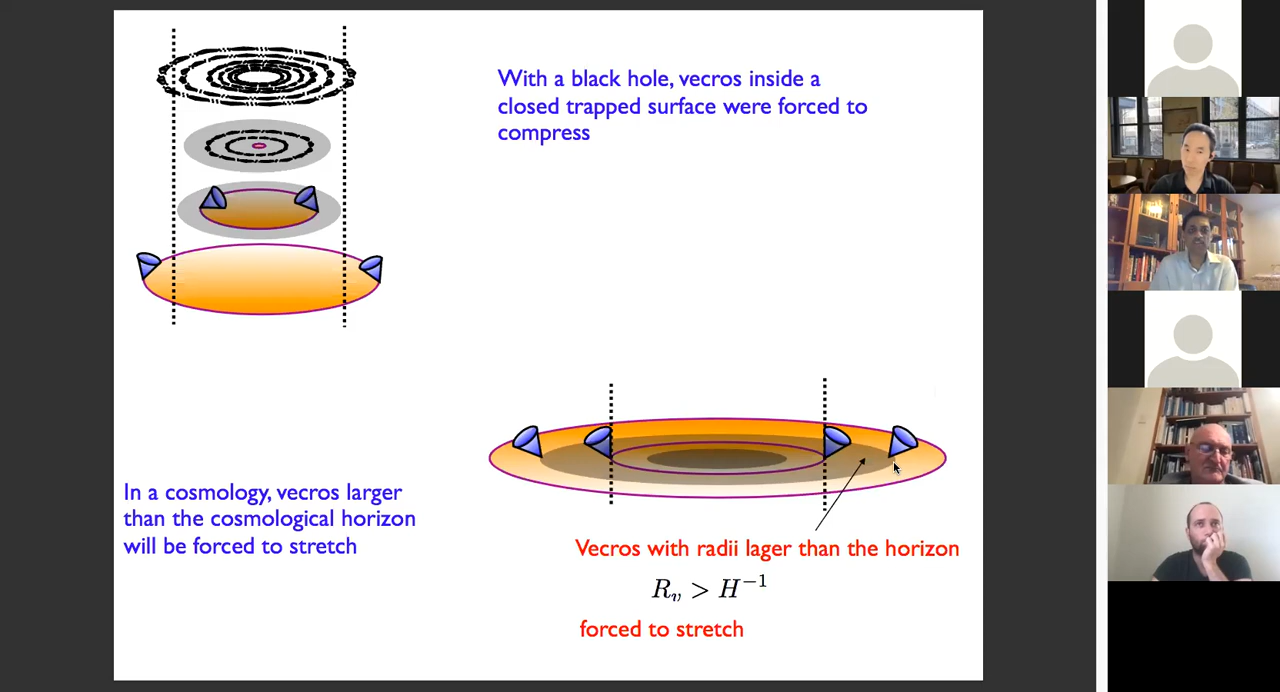 With a black hole, vecros inside a
closed trapped surface were forced to
compress
In a cosmology, vecros larger
than the cosmological horizon
will be forced to stretch
Vecros with radii lager than the horizon
R_v > H^{-1}
forced to stretch